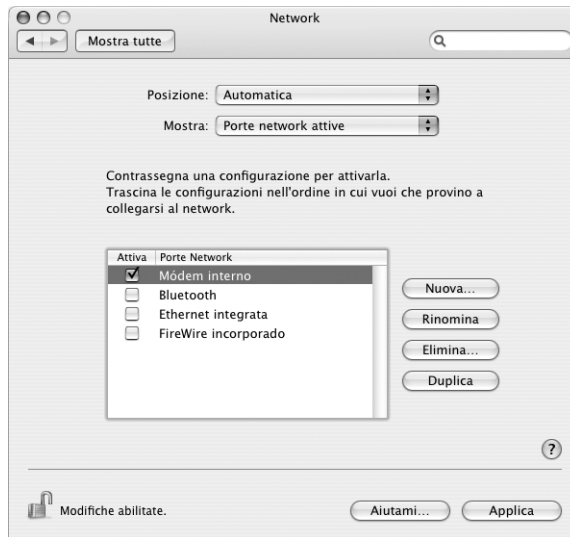 Network
Mostra tutte
Posizione: Automatica
Mostra: Porte network attive
Contrassegna una configurazione per attivarla.
Trascina le configurazioni nell'ordine in cui vuoi che provino a
collegarsi al network.
Attiva Porte Network
Módem interno
Bluetooth
Ethernet integrata
FireWire incorporado
Nuova...
Rinomina
Elimina...
Duplica
?
Modifiche abilitate.
Aiutami...
Applica